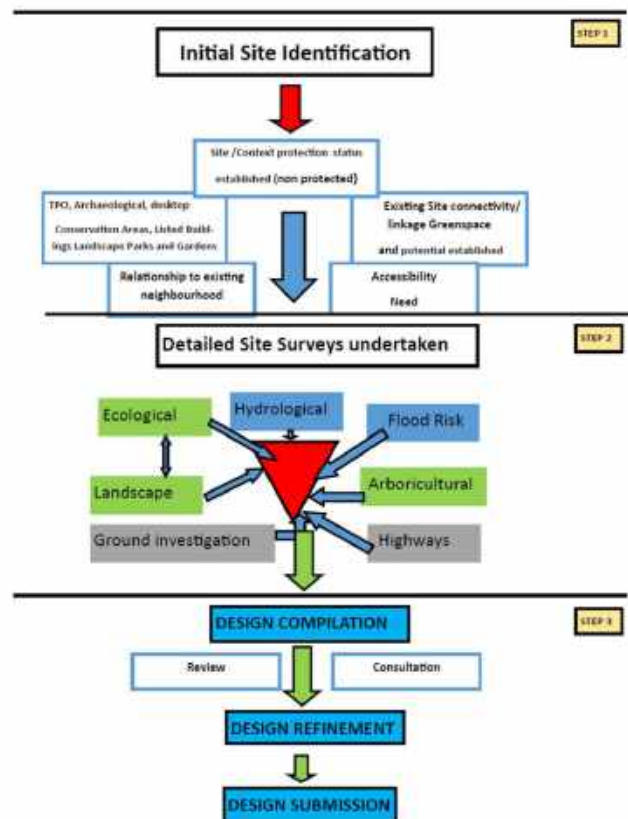 STEP 1
Initial Site Identification
Site /Context protection status
established (non protected)
TPO, Archaeological, desktop
Conservation Areas, Listed Build-
ings Landscape Parks and Gardens
Existing Site connectivity/
linkage Greenspace
and potential established
Relationship to existing
neighbourhood
Accessibility
Need
STEP 2
Detailed Site Surveys undertaken
Ecological
Hydrological
Flood Risk
Landscape
Arboricultural
Ground investigation
Highways
STEP 3
DESIGN COMPILATION
Review
Consultation
DESIGN REFINEMENT
DESIGN SUBMISSION